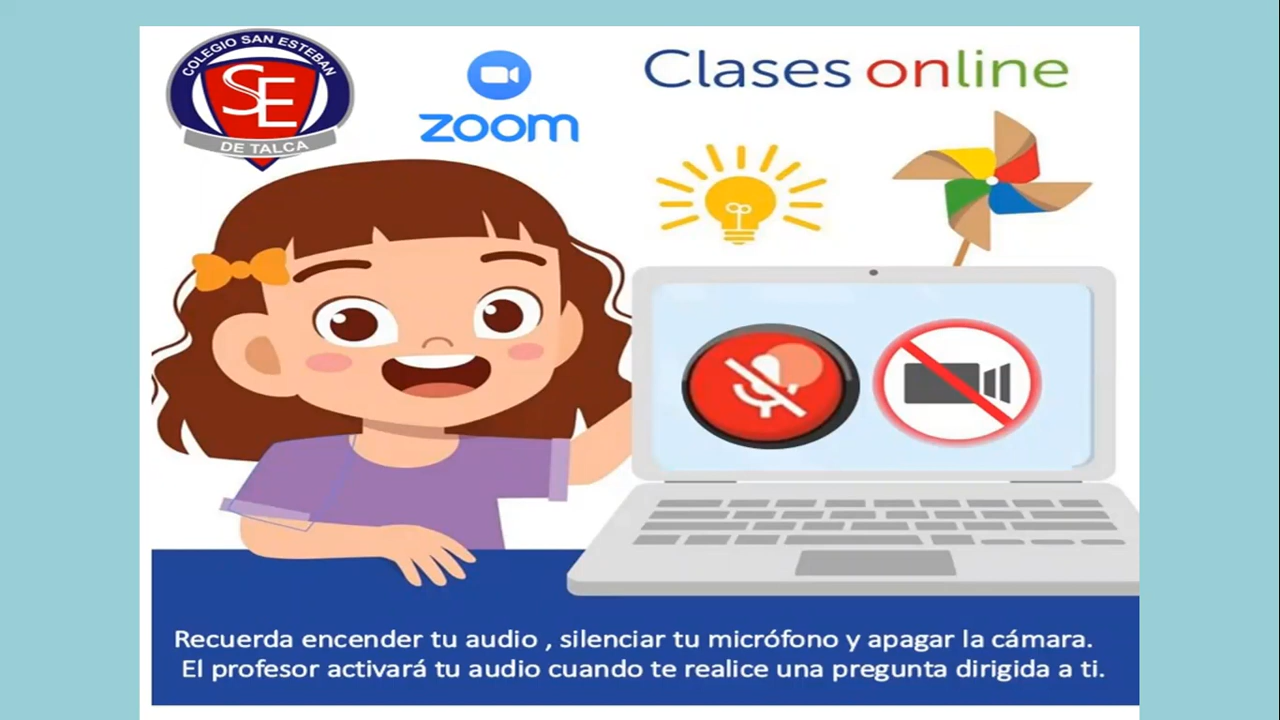 COLEGIO SAN ESTEBAN
SE
DE TALCA
zoom
Clases online
Recuerda encender tu audio , silenciar tu micrófono y apagar la cámara.
El profesor activará tu audio cuando te realice una pregunta dirigida a ti.